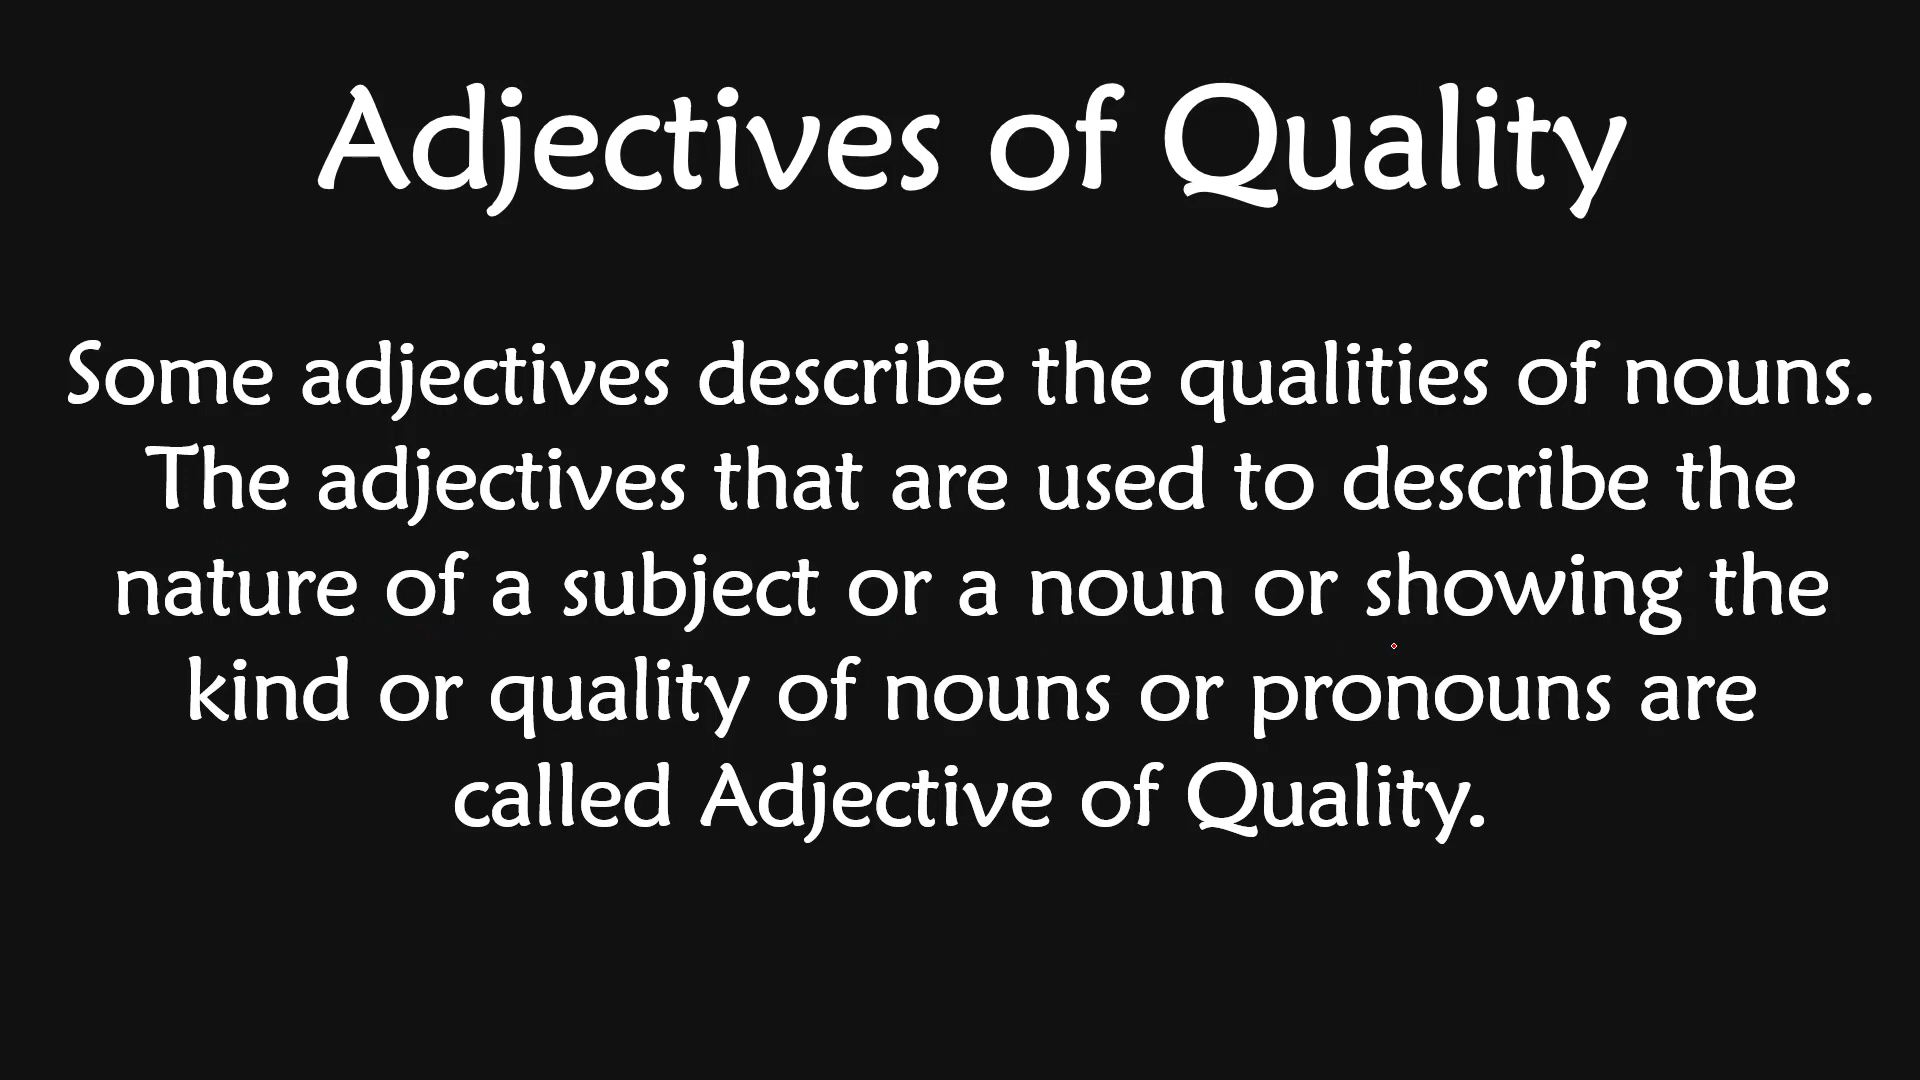 Adjectives of Quality
Some adjectives describe the qualities of nouns.
The adjectives that are used to describe the
nature of a subject or a noun or showing the
kind or quality of nouns or pronouns are
called Adjective of Quality.